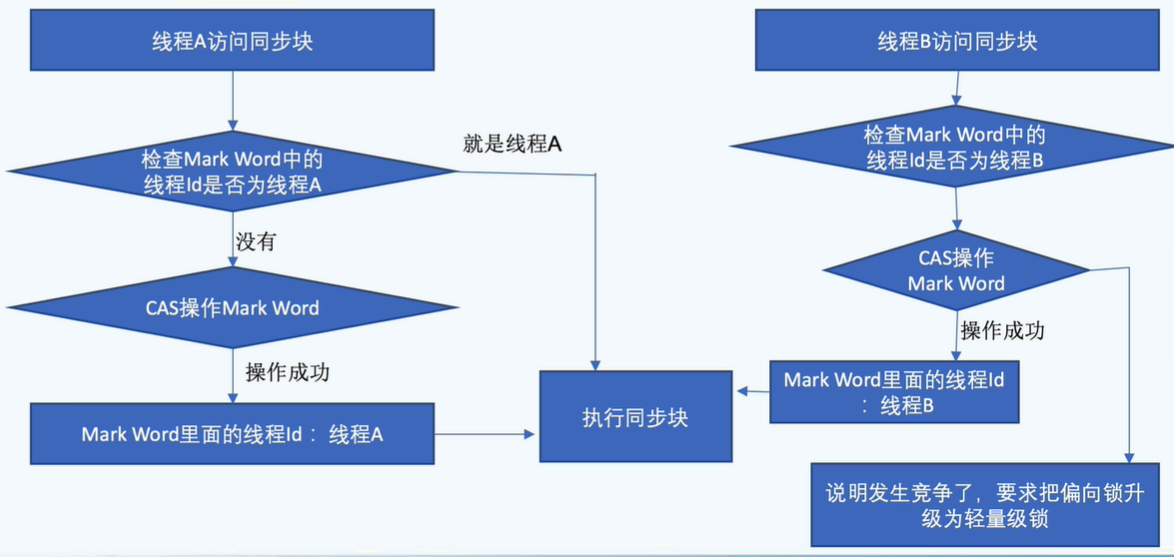 线程A访问同步块
检查Mark Word中的
线程Id是否为线程A
就是线程A
没有
CAS操作Mark Word
操作成功
Mark Word里面的线程Id：线程A
执行同步块
线程B访问同步块
检查Mark Word中的
线程Id是否为线程B
CAS操作
Mark Word
操作成功
Mark Word里面的线程Id
：线程B
说明发生竞争了，要求把偏向锁升
级为轻量级锁